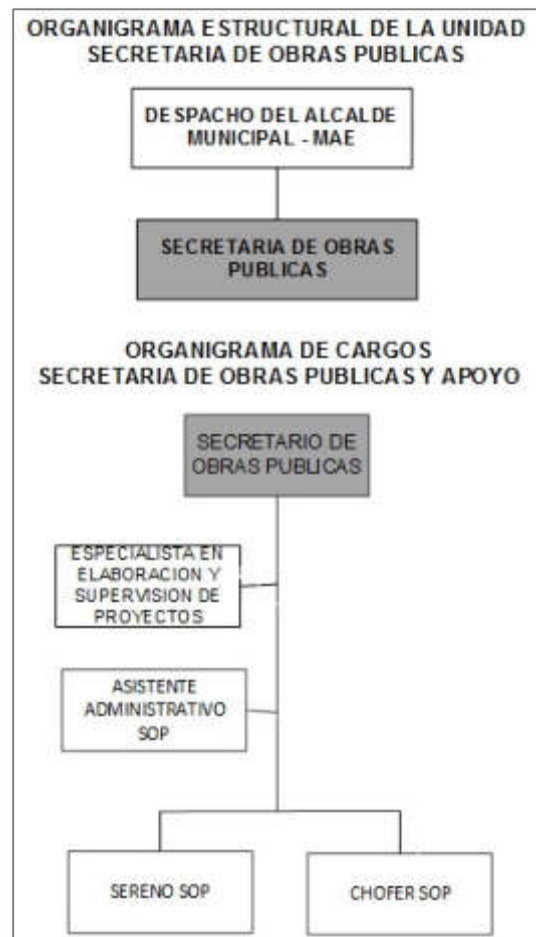 ORGANIGRAMA ESTRUCTURAL DE LA UNIDAD
SECRETARIA DE OBRAS PUBLICAS
DESPACHO DEL ALCALDE
MUNICIPAL - MAE
SECRETARIA DE OBRAS
PUBLICAS
ORGANIGRAMA DE CARGOS
SECRETARIA DE OBRAS PUBLICAS Y APOYO
SECRETARIO DE
OBRAS PUBLICAS
ESPECIALISTA EN
ELABORACION Y
SUPERVISION DE
PROYECTOS
ASISTENTE
ADMINISTRATIVO
SOP
SERENO SOP
CHOFER SOP